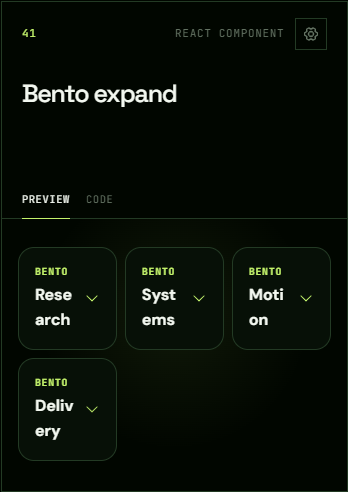 41 REACT COMPONENT
Bento expand
PREVIEW CODE
BENTO BENTO BENTO
Rese Syst Moti
arch ems on
BENTO
Deliv
ery